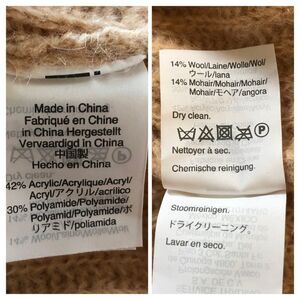 Made in China
Fabriqué en Chine
in China Hergestellt
Vervaardigd in China
中国製
Hecho en China
42% Acrylic/Acrylique/Acryl/
Acryl/アクリル/acrílico
30% Polyamide/Polyamide/
Polyamid/Polyamide/ポ
リアミド/poliamida
14% Wool/Laine/Wolle/Wol/
ウール/lana
14% Mohair/Mohair/Mohair/
Mohair/モヘア/angora
Dry clean.
P
Nettoyer à sec.
Chemische reinigung.
Stoomreinigen.
ドライクリーニング。
Lavar en seco.